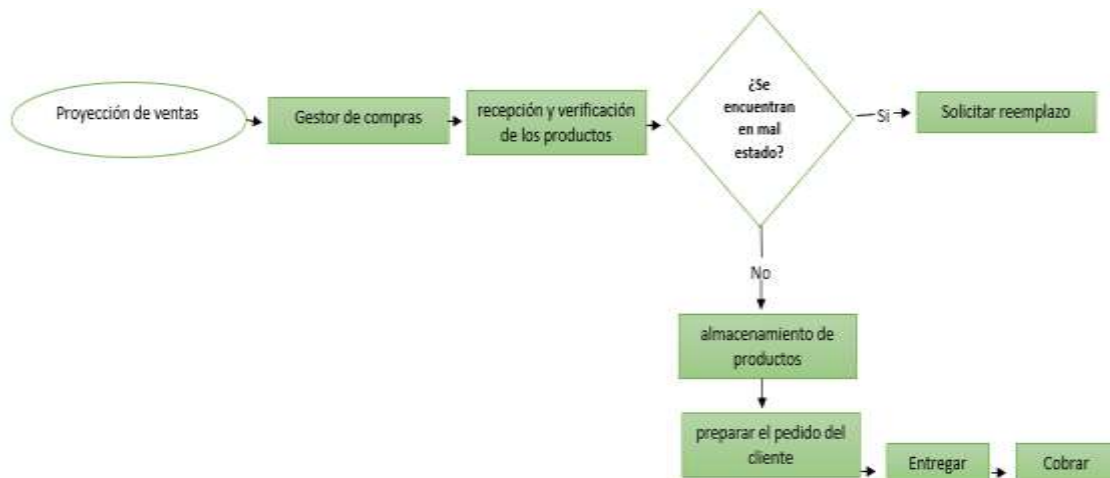 Proyección de ventas
Gestor de compras
recepción y verificación
de los productos
¿Se
encuentran
en mal
estado?
Si
Solicitar reemplazo
No
almacenamiento de
productos
preparar el pedido del
cliente
Entregar
Cobrar